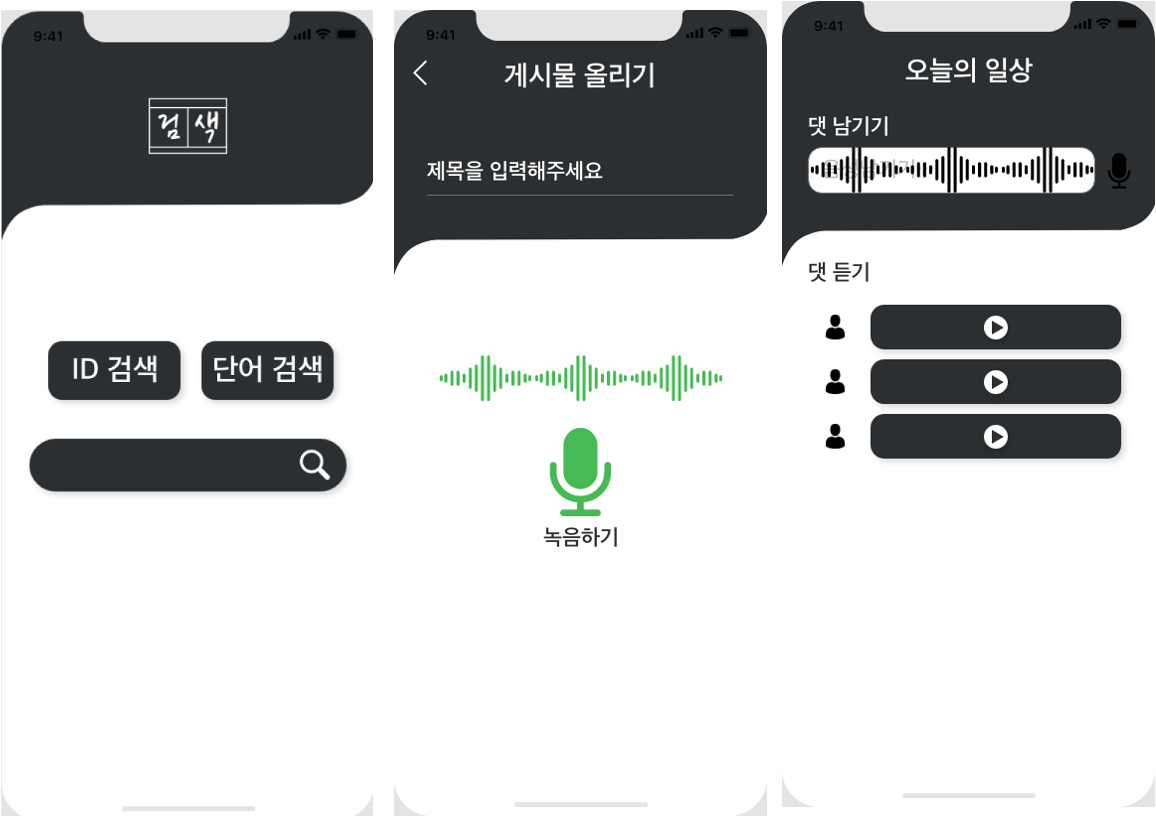 9:41
검색
ID 검색
단어 검색
9:41
게시물 올리기
제목을 입력해주세요
녹음하기
9:41
오늘의 일상
댓 남기기
댓 듣기